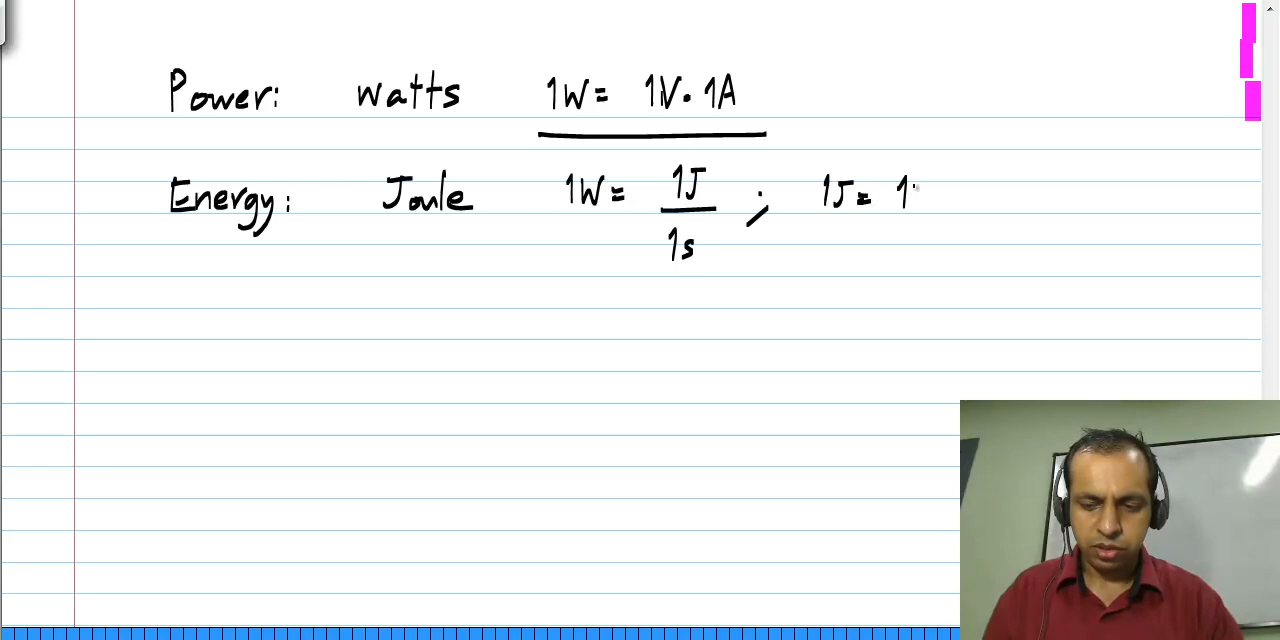 Power: watts 1W = 1V · 1A
Energy: Joule 1W = 1J / 1s ; 1J = 1